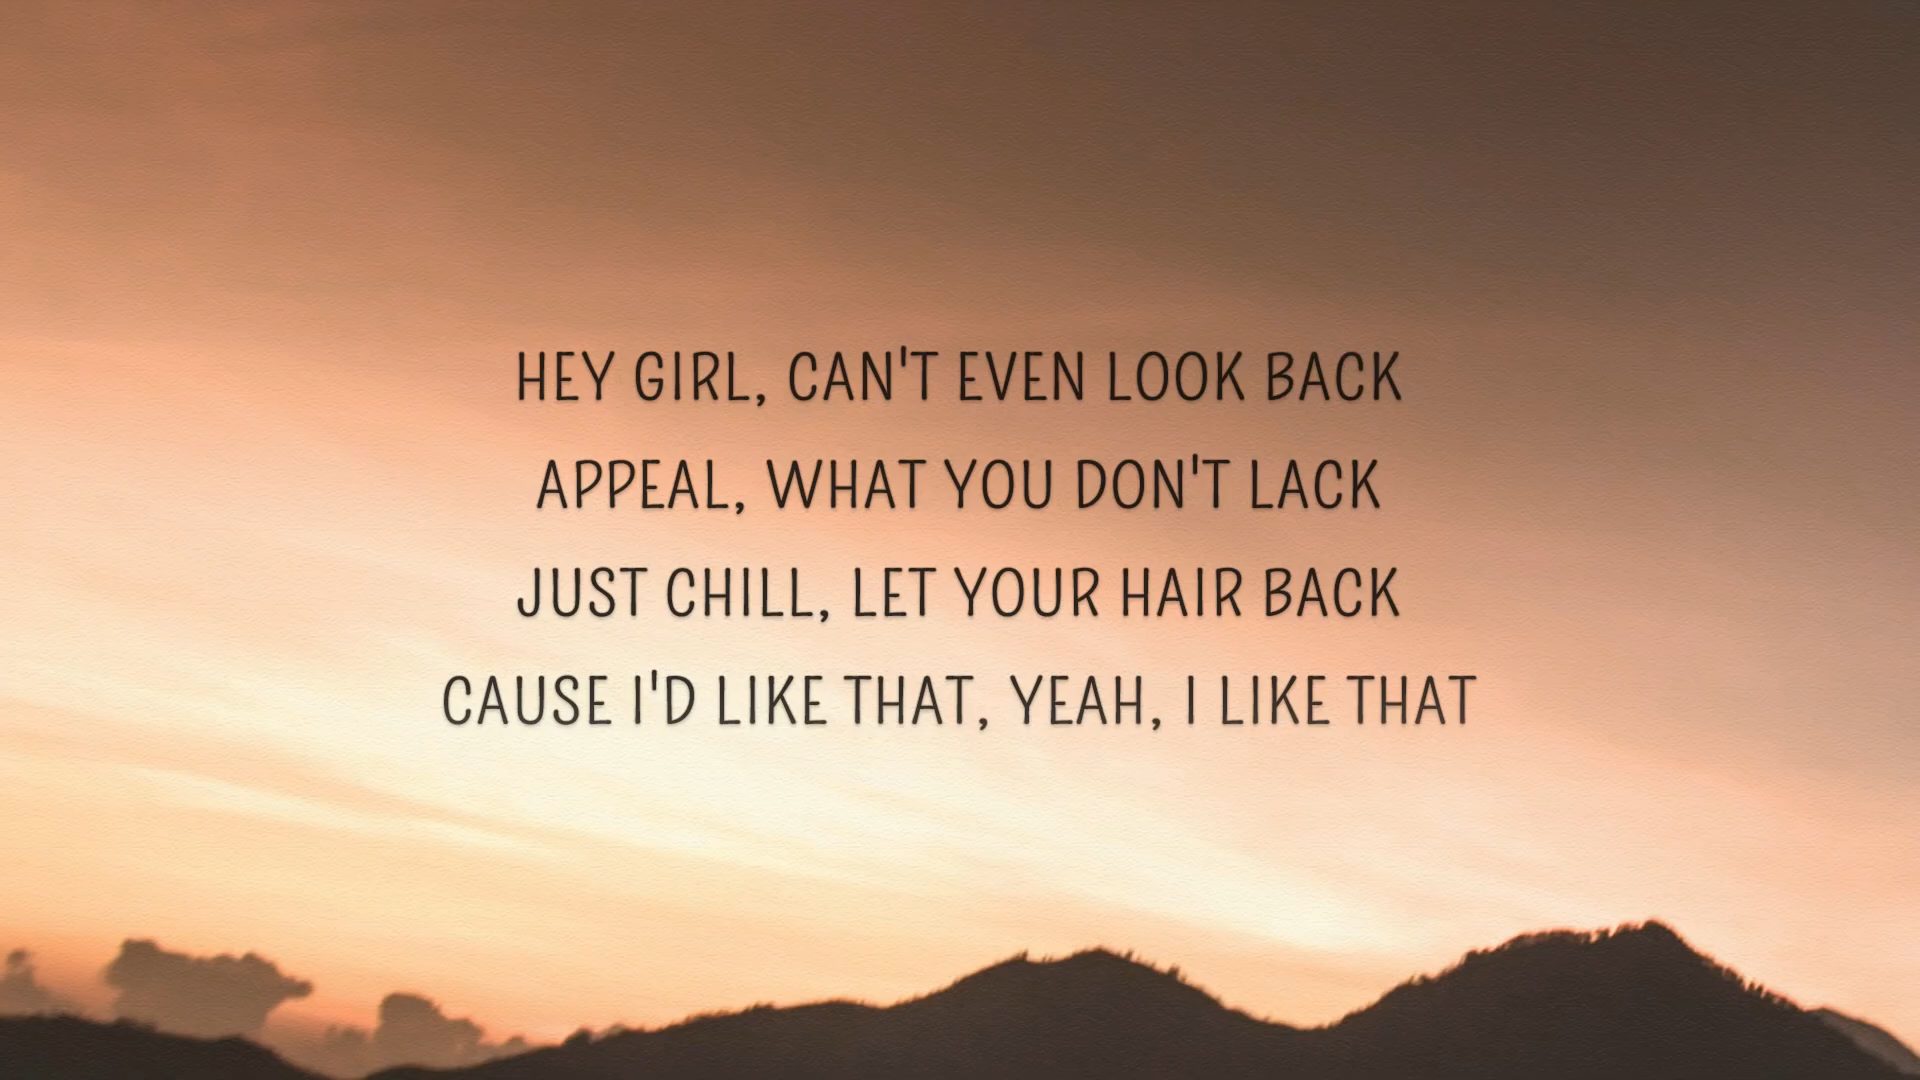 HEY GIRL, CAN'T EVEN LOOK BACK
APPEAL, WHAT YOU DON'T LACK
JUST CHILL, LET YOUR HAIR BACK
CAUSE I'D LIKE THAT, YEAH, I LIKE THAT